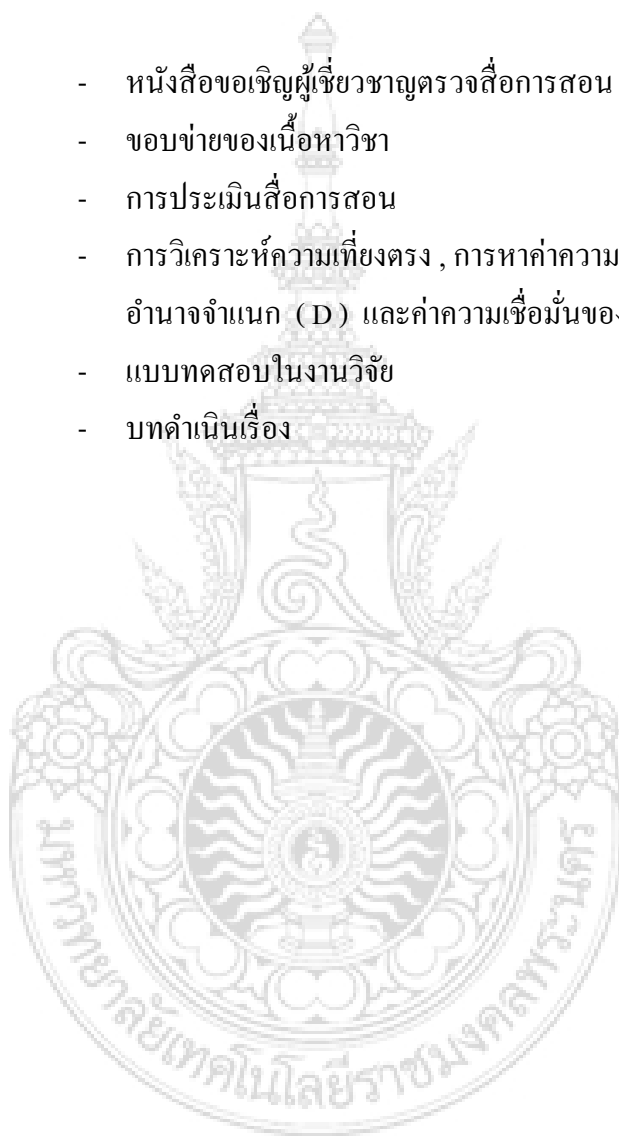 - หนังสือขอเชิญผู้เชี่ยวชาญตรวจสื่อการสอน
- ขอบข่ายของเนื้อหาวิชา
- การประเมินสื่อการสอน
- การวิเคราะห์ความเที่ยงตรง , การหาค่าความ
อำนาจจำแนก (D) และค่าความเชื่อมั่นของ
- แบบทดสอบในงานวิจัย
- บทดำเนินเรื่อง
มหาวิทยาลัยเทคโนโลยีราชมงคลพระนคร